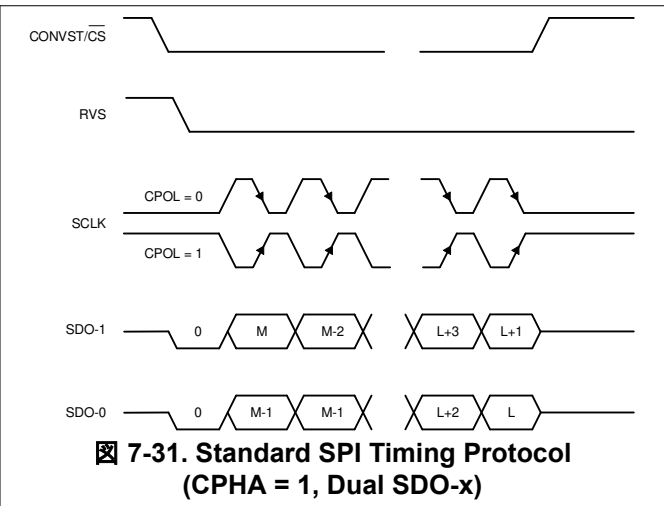 CONVST/CS
RVS
CPOL = 0
SCLK
CPOL = 1
SDO-1 0 M M-2 L+3 L+1
SDO-0 0 M-1 M-1 L+2 L
図 7-31. Standard SPI Timing Protocol
(CPHA = 1, Dual SDO-x)